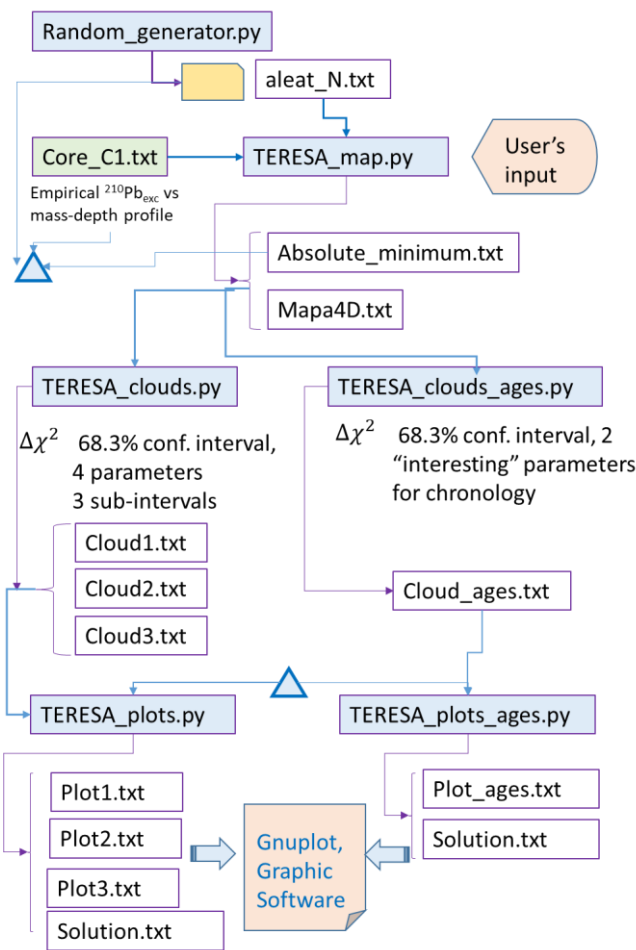 Random_generator.py
aleat_N.txt
Core_C1.txt
TERESA_map.py
User's
input
Empirical ²¹⁰Pbₑₓc vs
mass-depth profile
Absolute_minimum.txt
Mapa4D.txt
TERESA_clouds.py
TERESA_clouds_ages.py
Δχ² 68.3% conf. interval,
4 parameters
3 sub-intervals
Δχ² 68.3% conf. interval, 2
“interesting” parameters
for chronology
Cloud1.txt
Cloud2.txt
Cloud3.txt
Cloud_ages.txt
TERESA_plots.py
TERESA_plots_ages.py
Plot1.txt
Plot2.txt
Plot3.txt
Solution.txt
Gnuplot,
Graphic
Software
Plot_ages.txt
Solution.txt